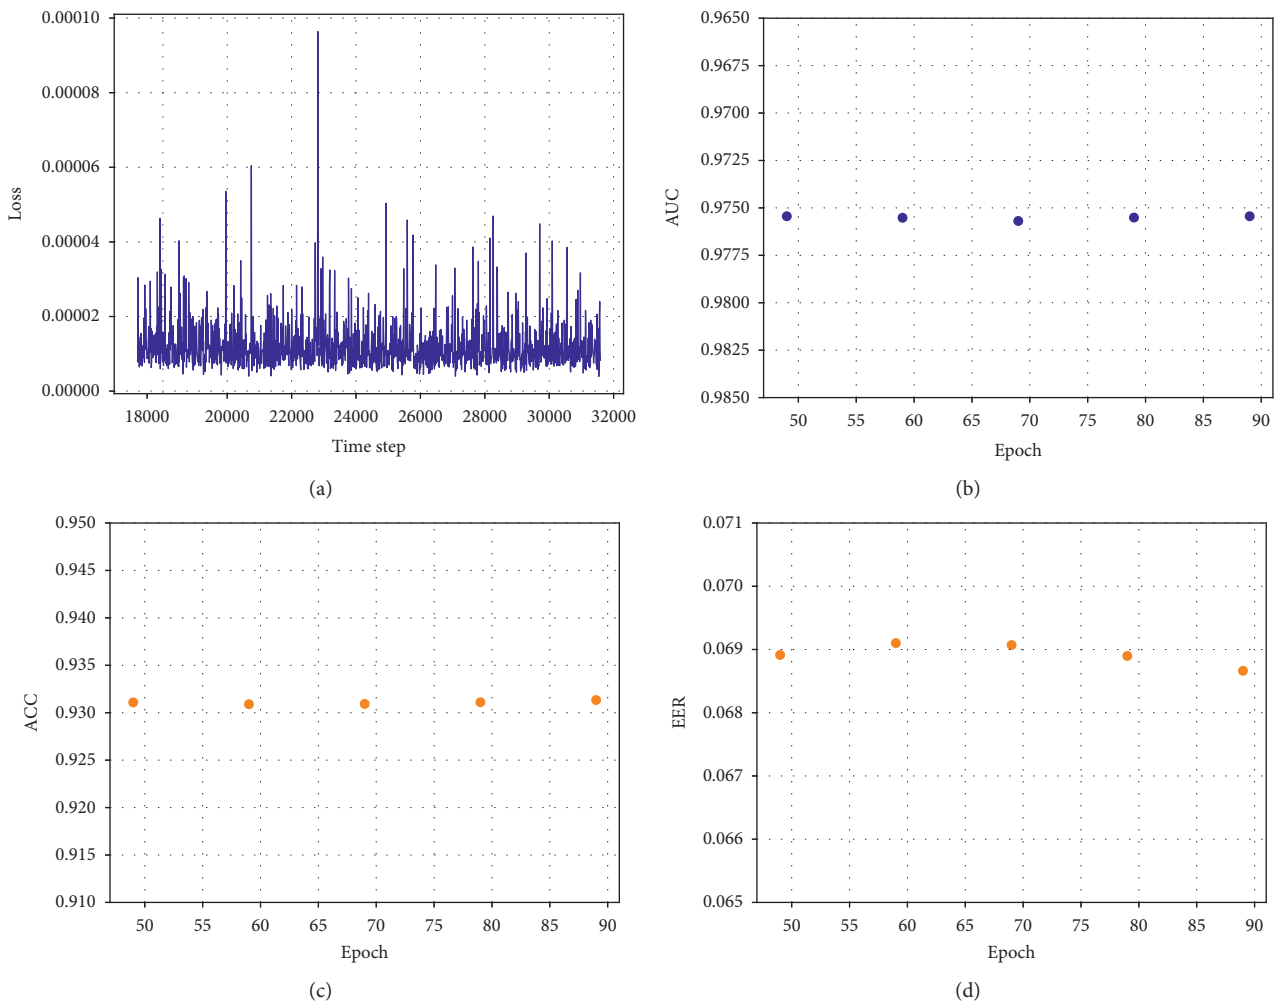 0.00010
0.00008
0.00006
0.00004
0.00002
0.00000
Loss
18000 20000 22000 24000 26000 28000 30000 32000
Time step
(a)
0.9650
0.9675
0.9700
0.9725
0.9750
0.9775
0.9800
0.9825
0.9850
AUC
50 55 60 65 70 75 80 85 90
Epoch
(b)
0.950
0.945
0.940
0.935
0.930
0.925
0.920
0.915
0.910
ACC
50 55 60 65 70 75 80 85 90
Epoch
(c)
0.071
0.070
0.069
0.068
0.067
0.066
0.065
EER
50 55 60 65 70 75 80 85 90
Epoch
(d)